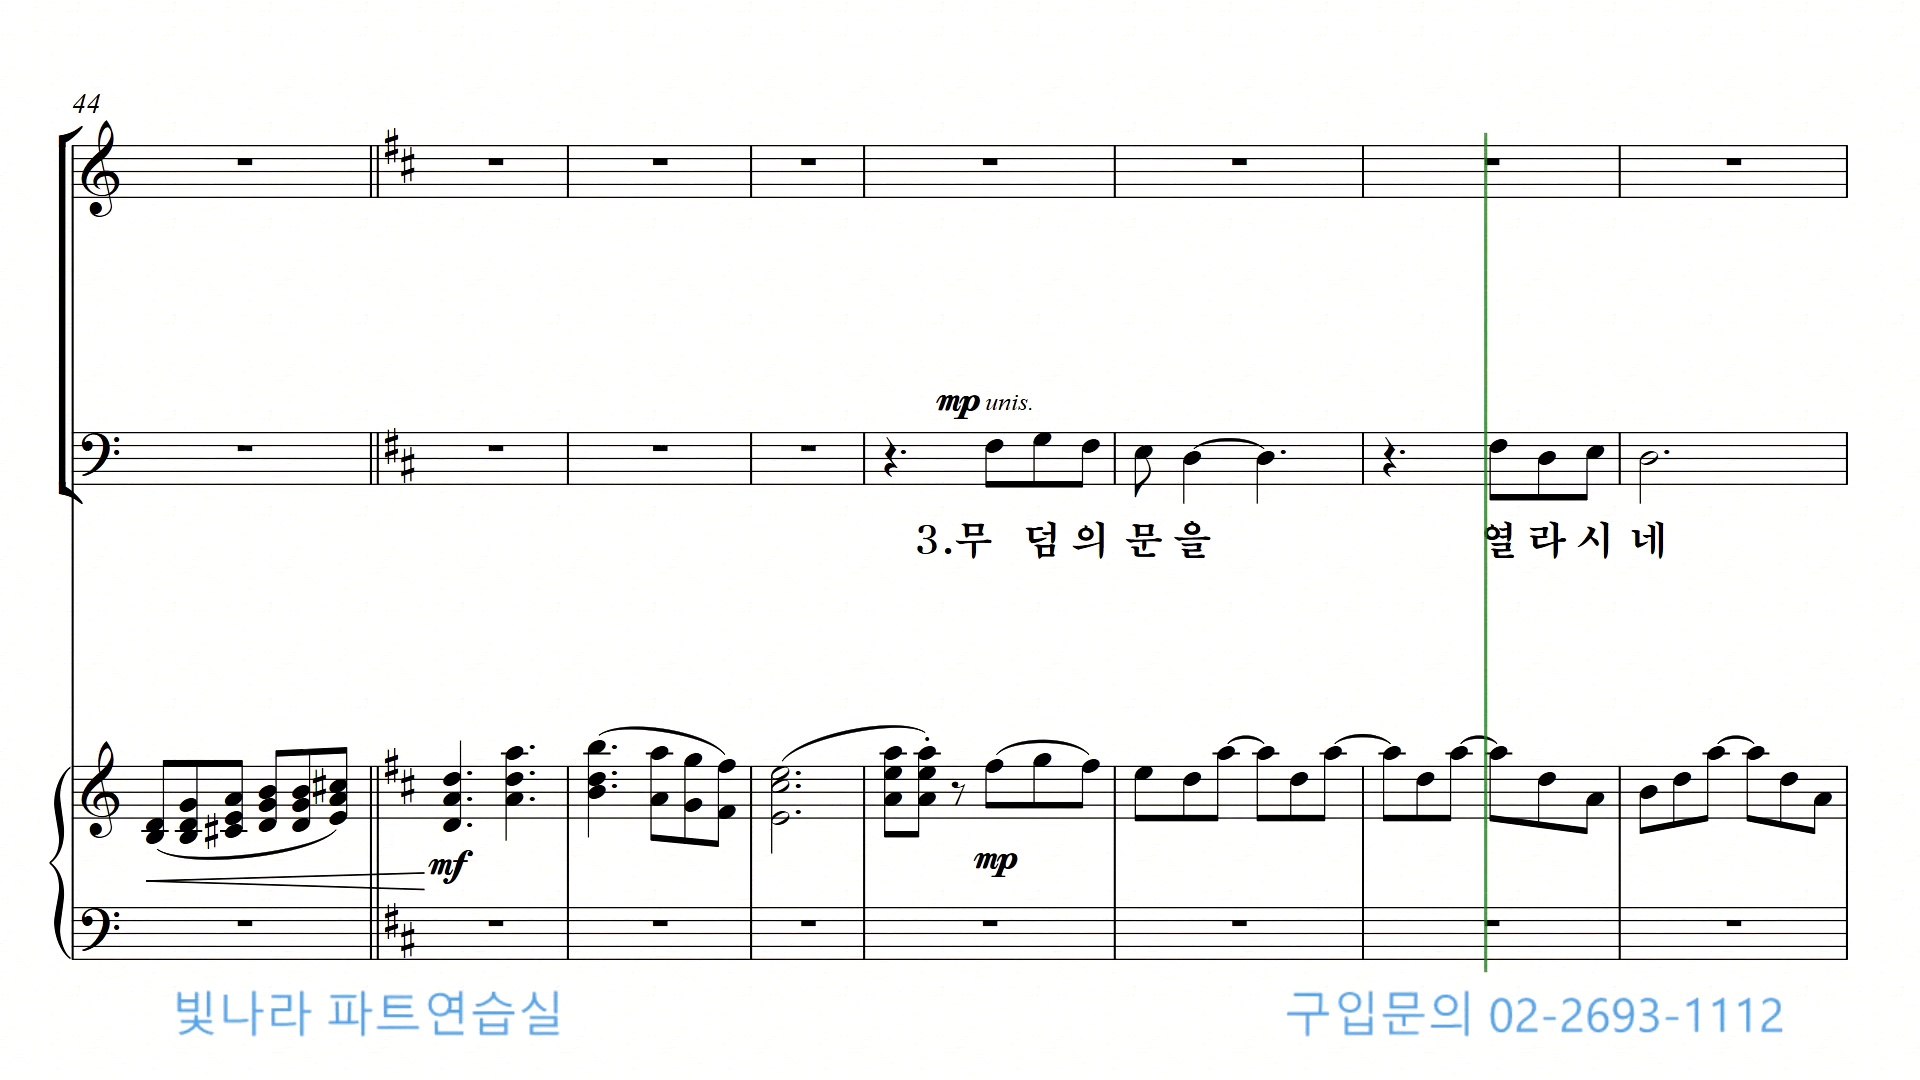 44
mp unis.
3.무 덤 의 문 을 열 라 시 네
mf
mp
빛나라 파트연습실
구입문의 02-2693-1112